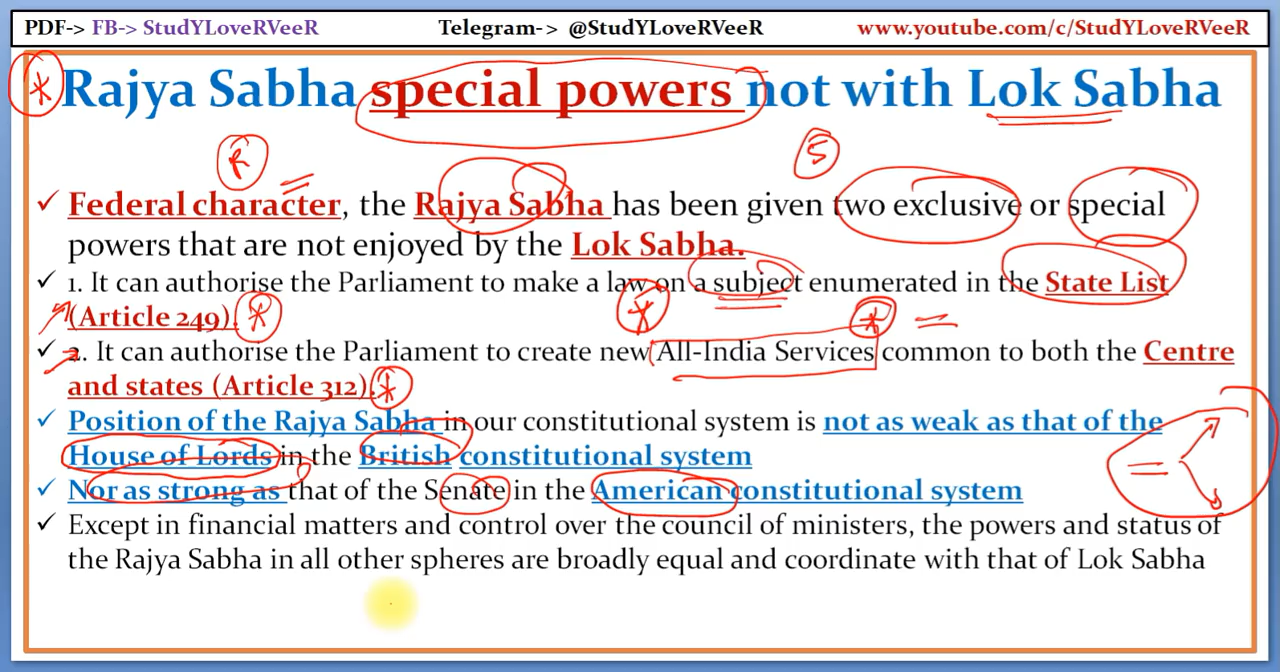 PDF-> FB-> StudYLoveRVeeR Telegram-> @StudYLoveRVeeR www.youtube.com/c/StudYLoveRVeeR
* Rajya Sabha special powers not with Lok Sabha
R S
✓ Federal character, the Rajya Sabha has been given two exclusive or special
powers that are not enjoyed by the Lok Sabha.
✓ 1. It can authorise the Parliament to make a law on a subject enumerated in the State List
(Article 249). *
✓ 2. It can authorise the Parliament to create new All-India Services common to both the Centre
and states (Article 312). *
✓ Position of the Rajya Sabha in our constitutional system is not as weak as that of the
House of Lords in the British constitutional system
✓ Nor as strong as that of the Senate in the American constitutional system
✓ Except in financial matters and control over the council of ministers, the powers and status of
the Rajya Sabha in all other spheres are broadly equal and coordinate with that of Lok Sabha